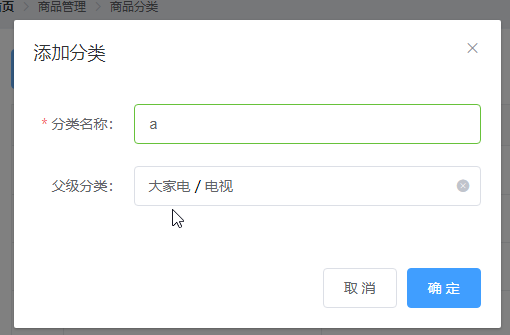 首页 > 商品管理 > 商品分类
添加分类
* 分类名称：
a
父级分类：
大家电 / 电视
取 消
确 定